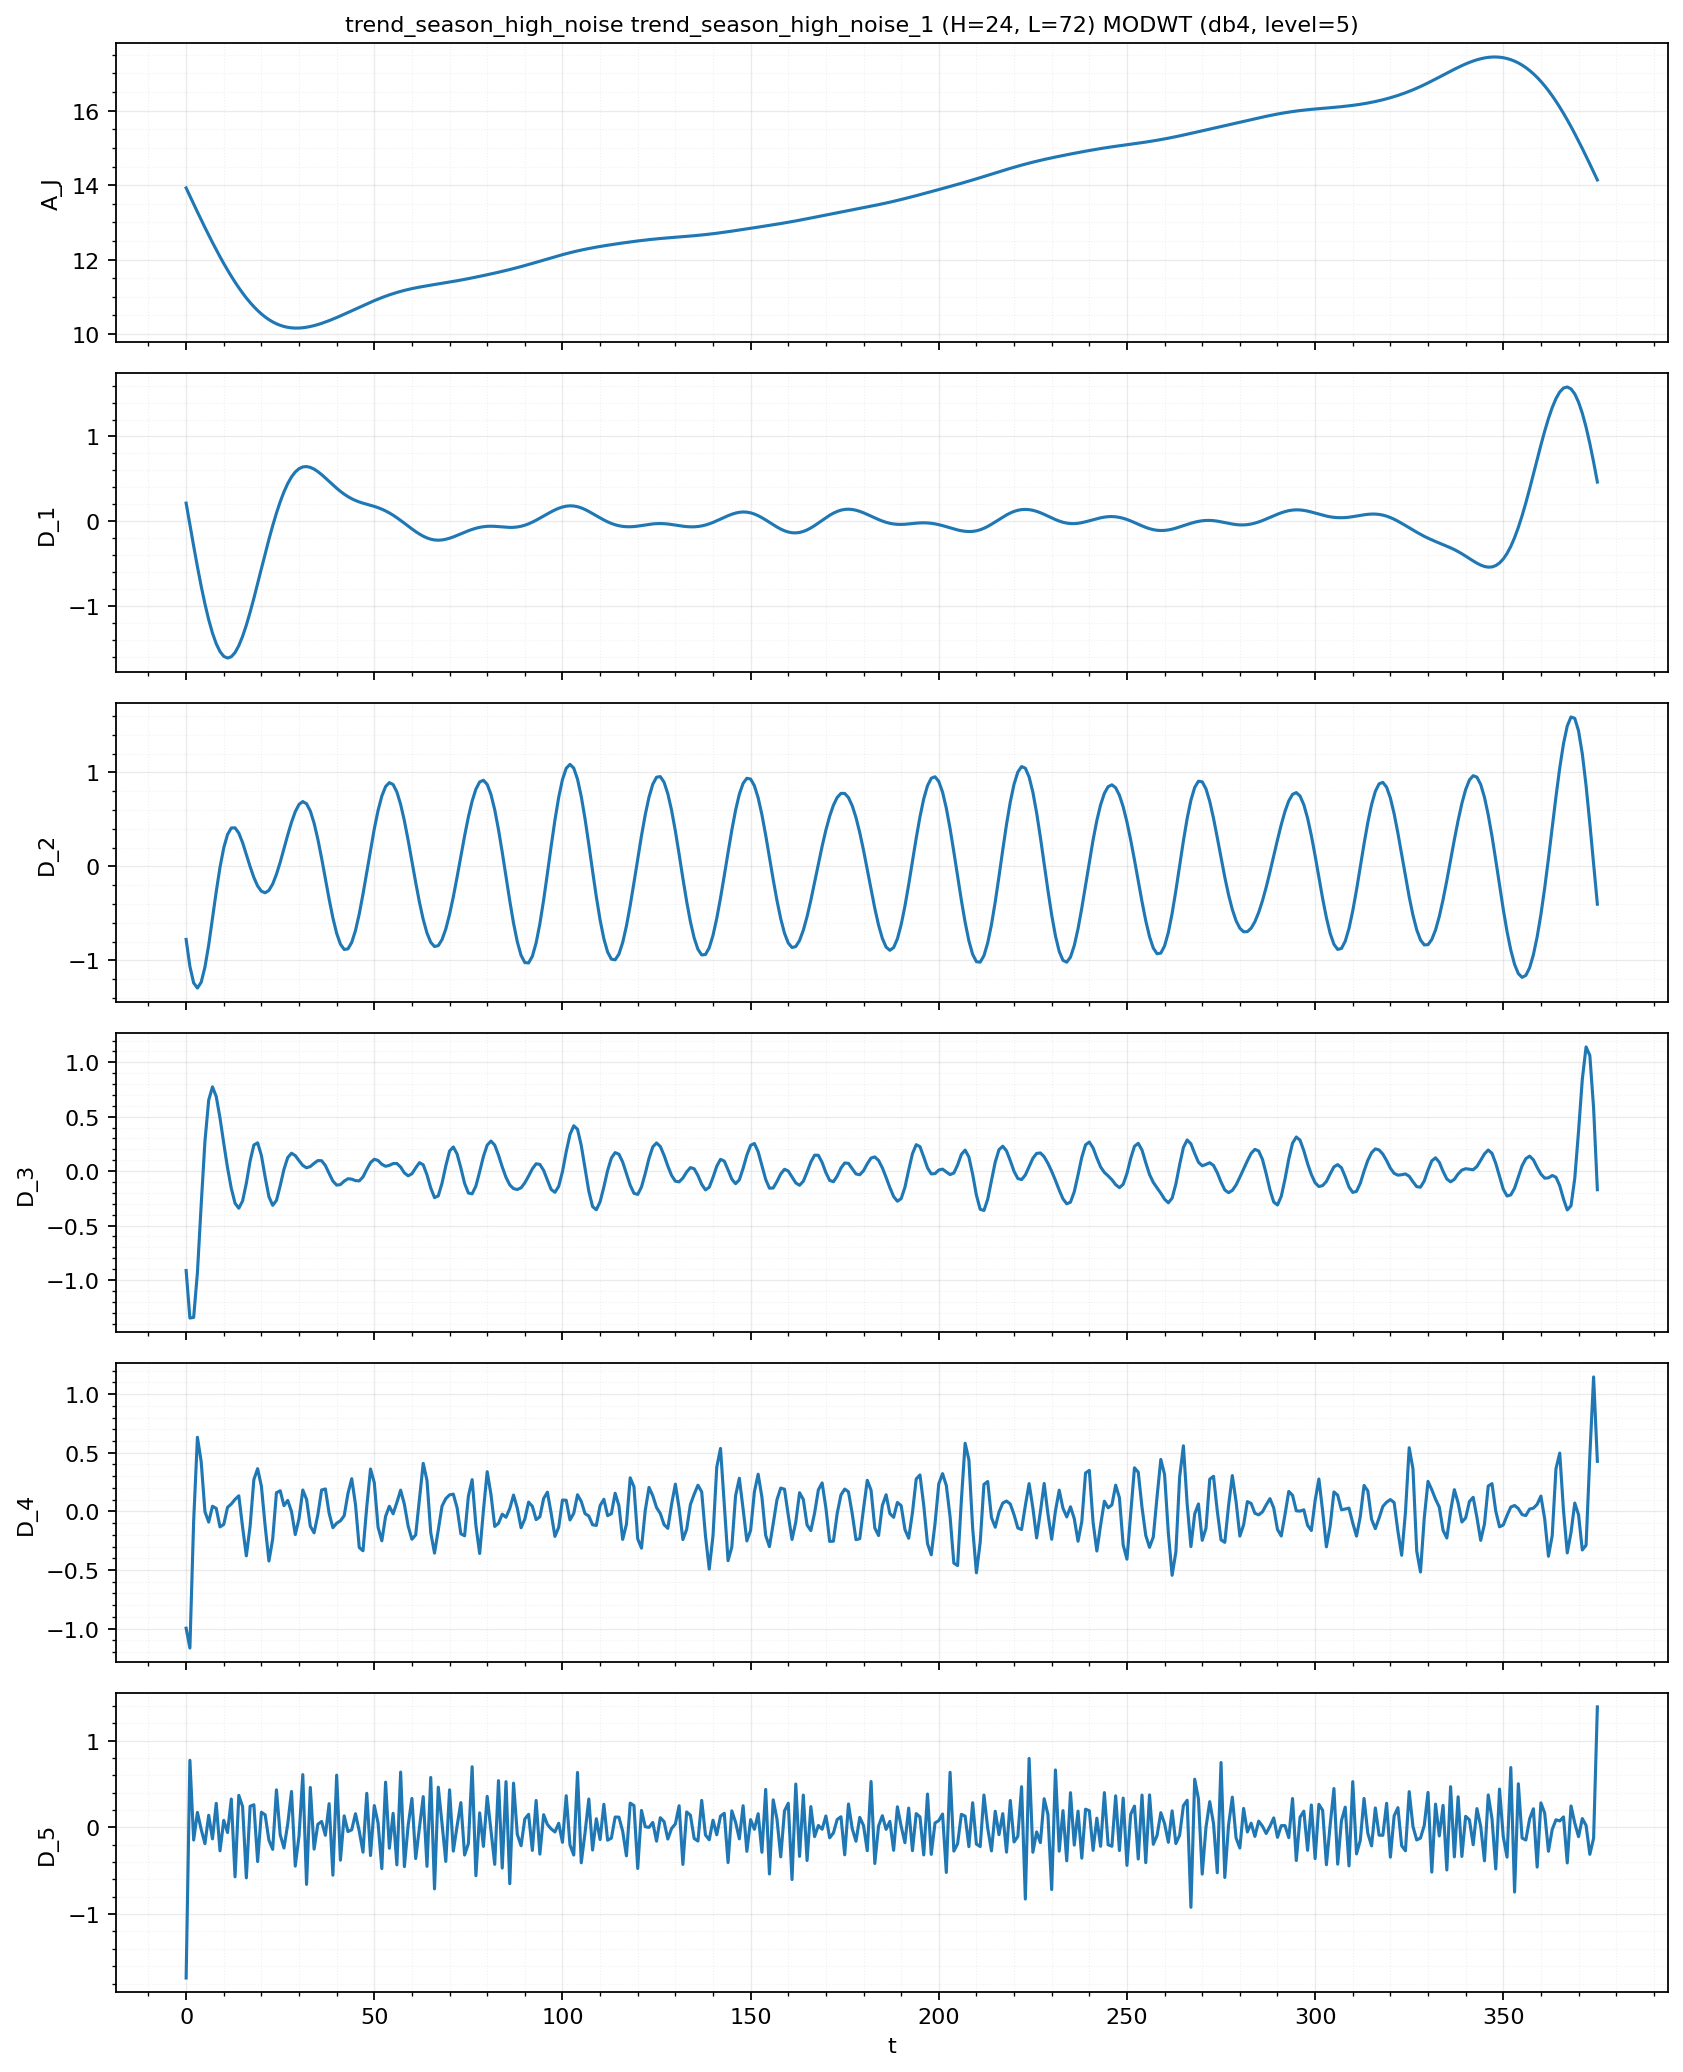 trend_season_high_noise trend_season_high_noise_1 (H=24, L=72) MODWT (db4, level=5)
16
14
12
10
A_J
1
0
−1
D_1
1
0
−1
D_2
1.0
0.5
0.0
−0.5
−1.0
D_3
1.0
0.5
0.0
−0.5
−1.0
D_4
1
0
−1
D_5
0 50 100 150 200 250 300 350
t